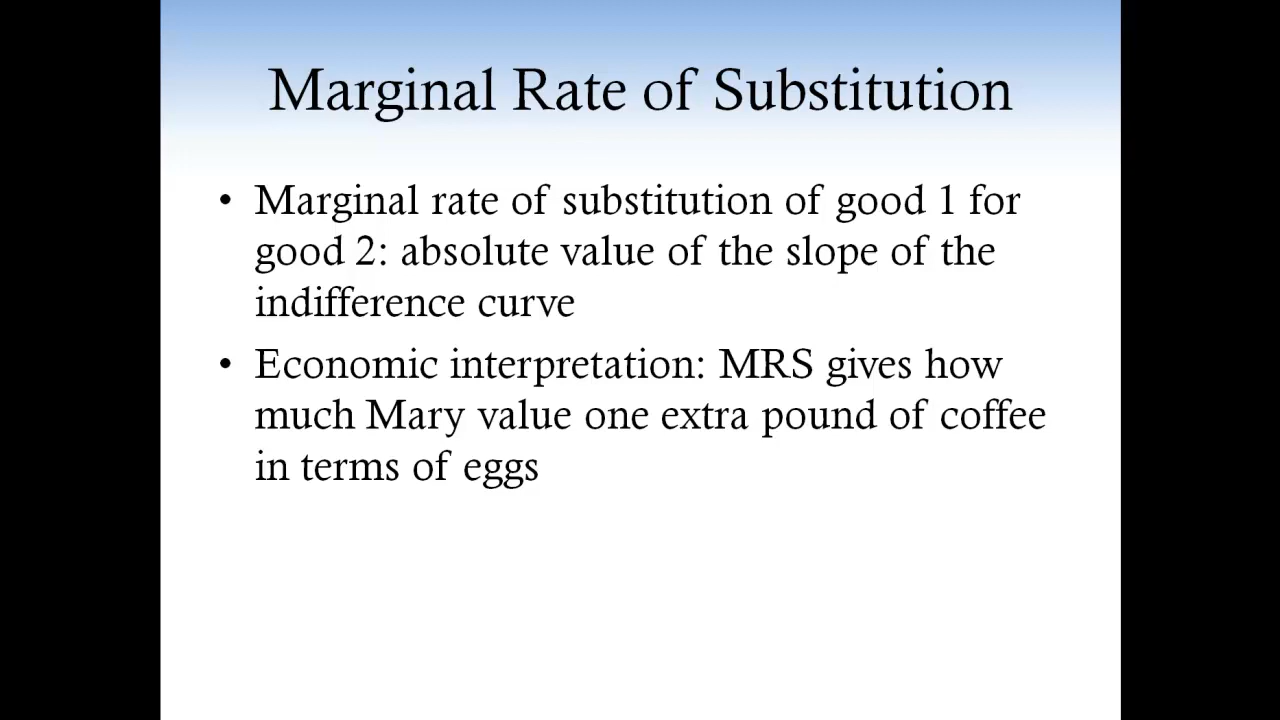 Marginal Rate of Substitution
• Marginal rate of substitution of good 1 for
good 2: absolute value of the slope of the
indifference curve
• Economic interpretation: MRS gives how
much Mary value one extra pound of coffee
in terms of eggs